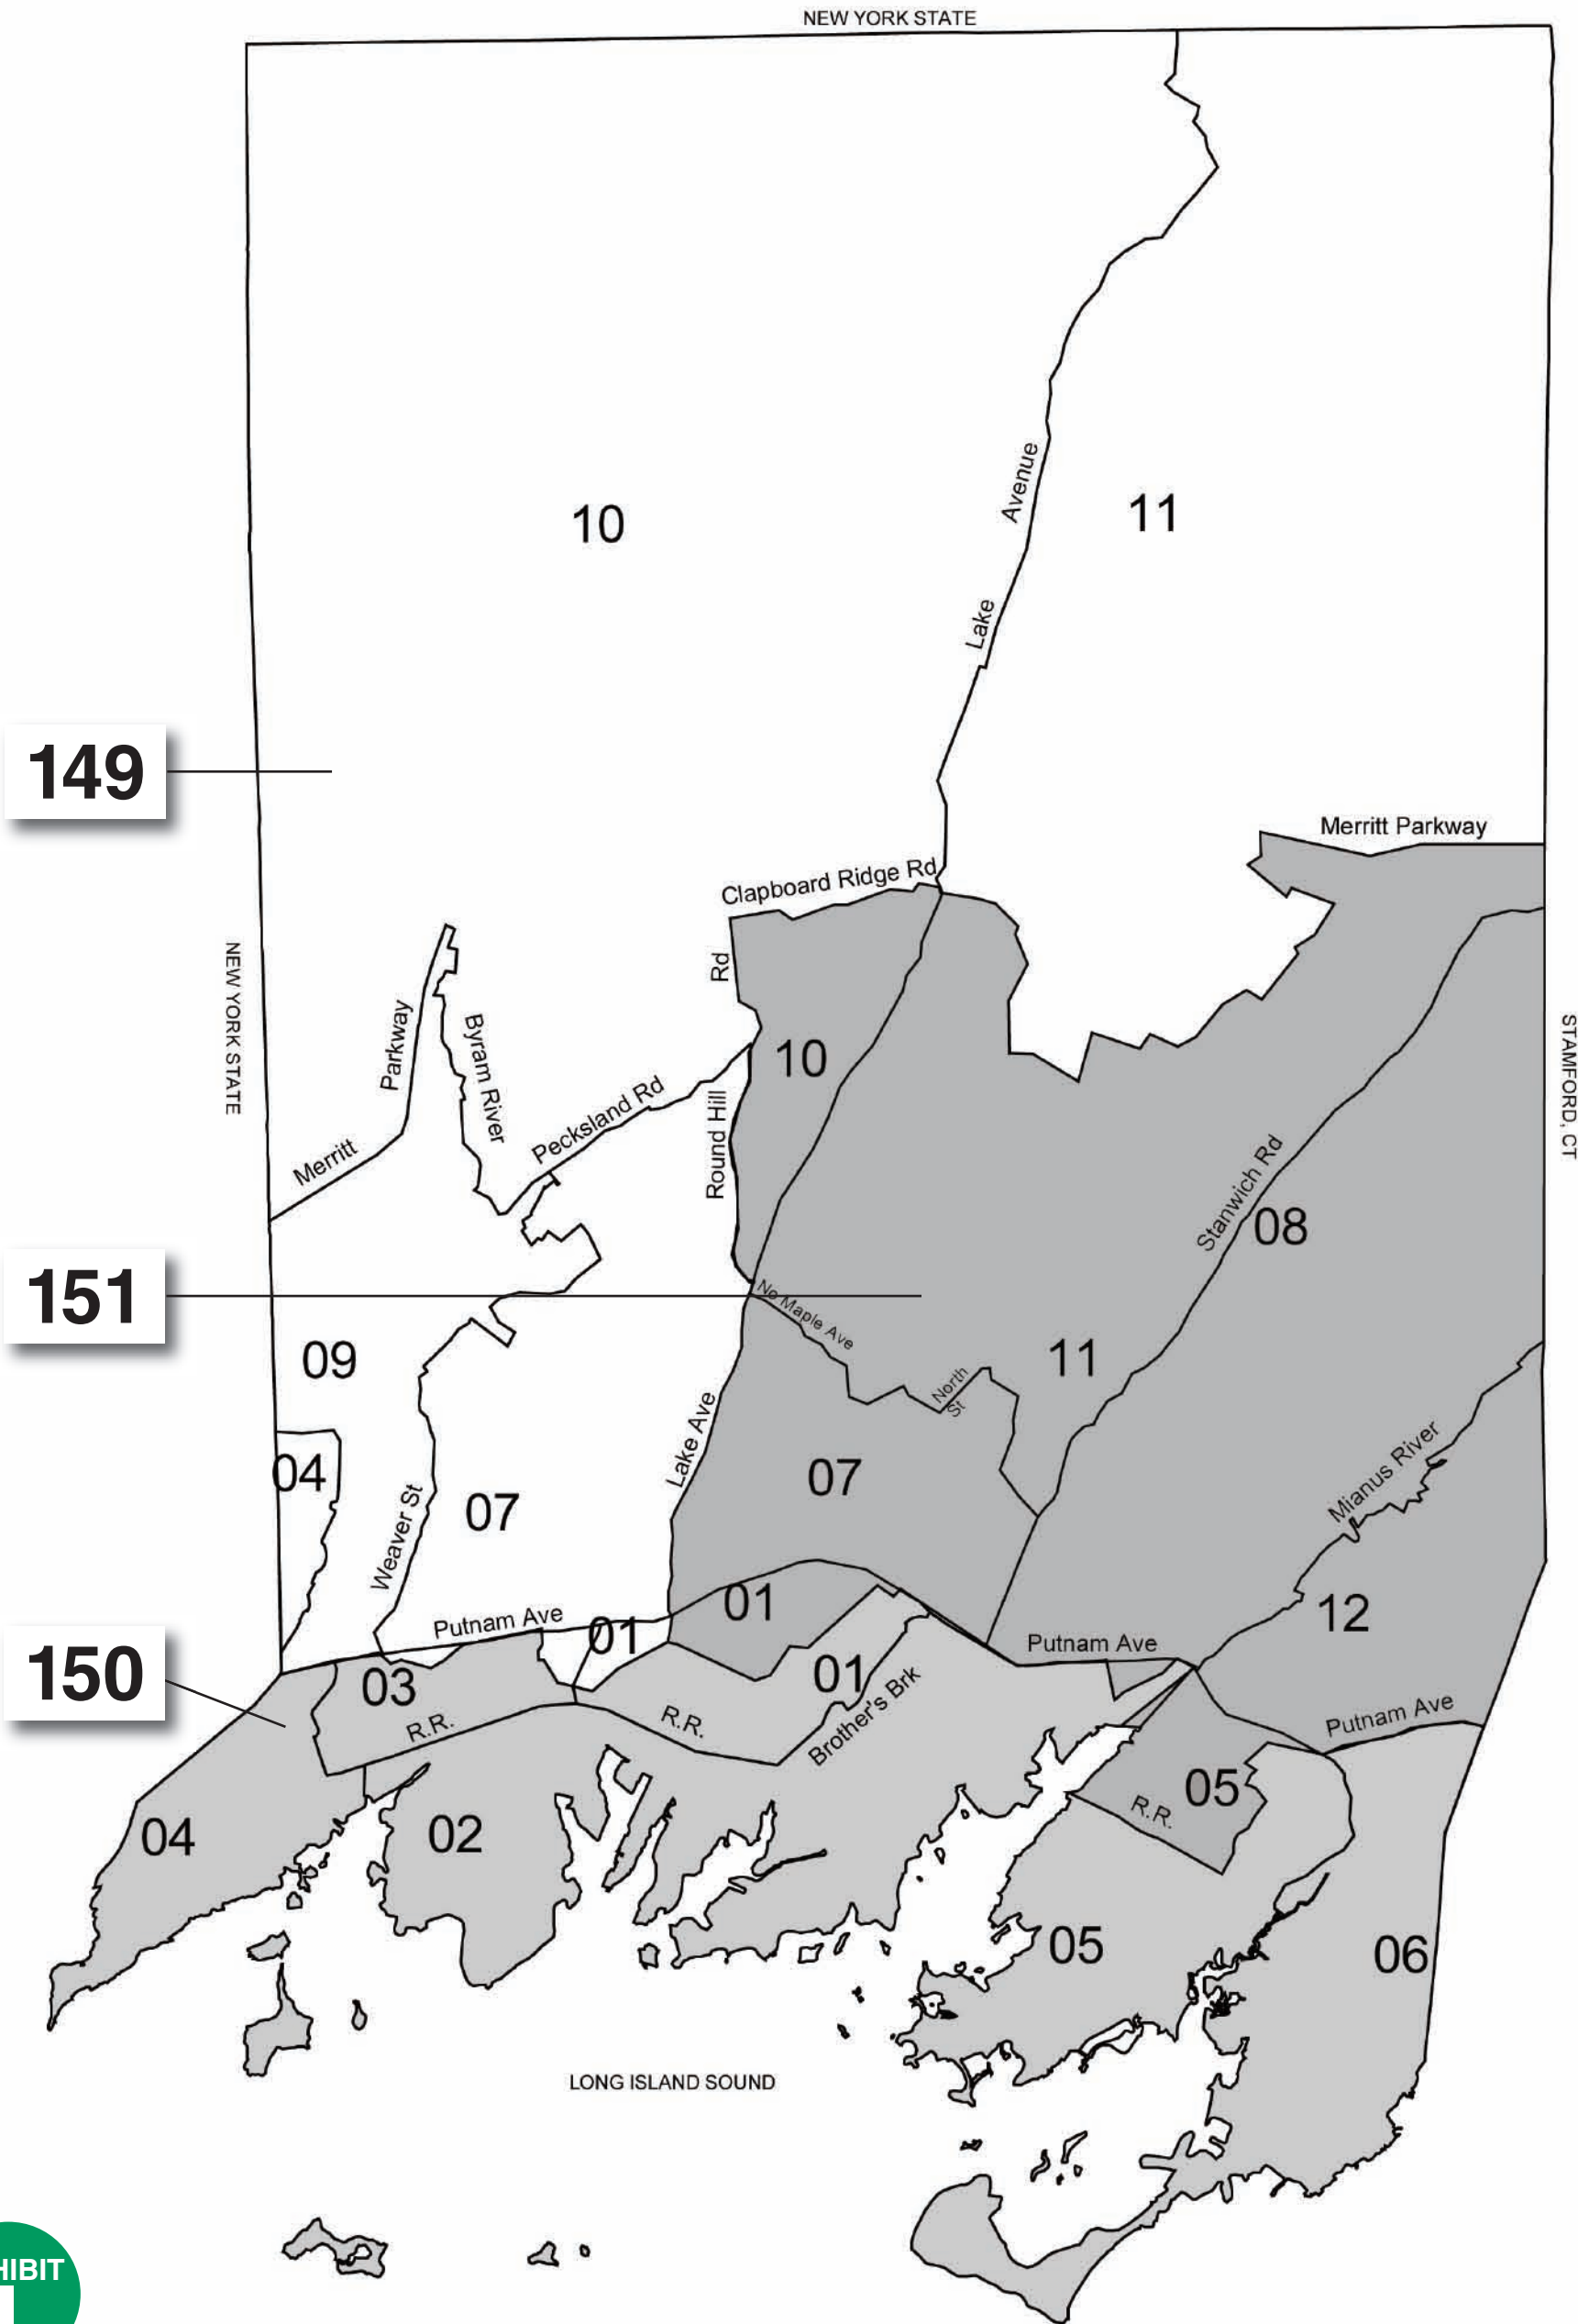 NEW YORK STATE
10
11
Lake Avenue
149
Merritt Parkway
Clapboard Ridge Rd
NEW YORK STATE
Round Hill Rd
10
Merritt Parkway
Byram River
Pecksland Rd
STAMFORD, CT
Stanwich Rd
08
151
No Maple Ave
09
11
North St
Lake Ave
04
07
07
Weaver St
Mianus River
01
12
Putnam Ave
01
Putnam Ave
150
03
01
R.R.
R.R.
Brother's Brk
Putnam Ave
05
R.R.
04
02
05
06
LONG ISLAND SOUND
HIBIT